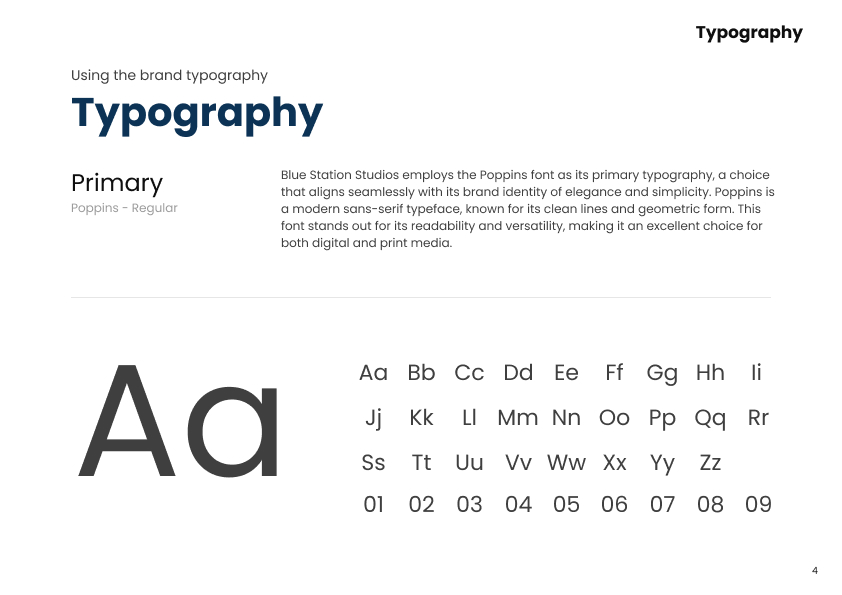 Typography
Using the brand typography
Typography
Primary
Poppins - Regular
Blue Station Studios employs the Poppins font as its primary typography, a choice
that aligns seamlessly with its brand identity of elegance and simplicity. Poppins is
a modern sans-serif typeface, known for its clean lines and geometric form. This
font stands out for its readability and versatility, making it an excellent choice for
both digital and print media.
Aa
Aa Bb Cc Dd Ee Ff Gg Hh Ii
Jj Kk Ll Mm Nn Oo Pp Qq Rr
Ss Tt Uu Vv Ww Xx Yy Zz
01 02 03 04 05 06 07 08 09
4